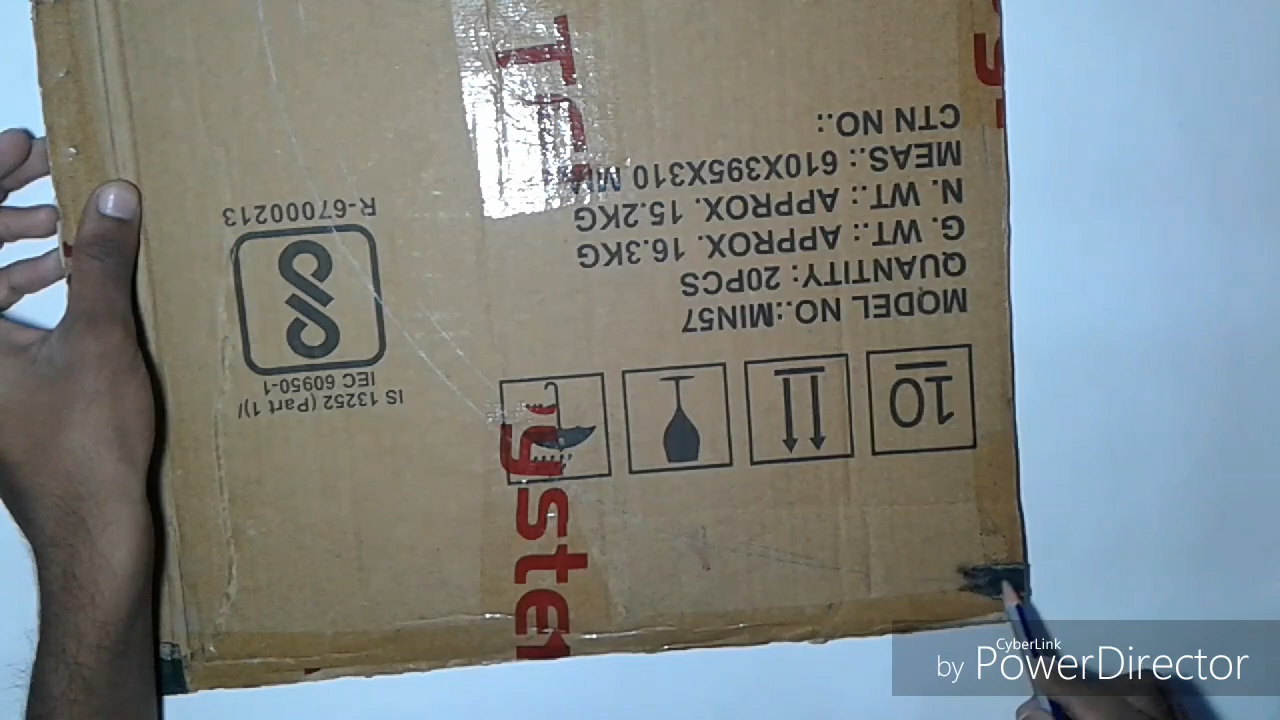 MODEL NO.:MIN57
QUANTITY: 20PCS
G. WT.: APPROX. 16.3KG
N. WT.: APPROX. 15.2KG
MEAS.: 610X395X310 MM
CTN NO.:
10
IS 13252 (Part 1)/
IEC 60950-1
R-67000213
yste
CyberLink
by PowerDirector